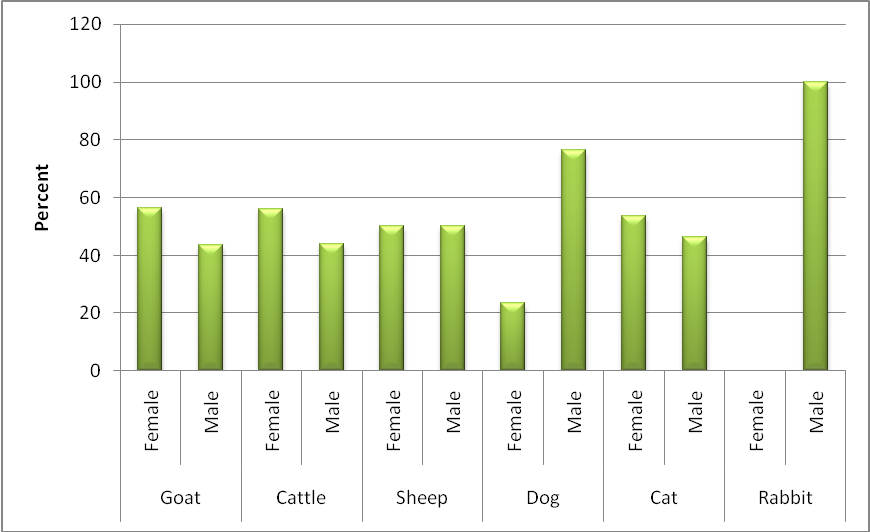 120
100
80
60
40
20
0
Percent
Female
Male
Female
Male
Female
Male
Female
Male
Female
Male
Female
Male
Goat
Cattle
Sheep
Dog
Cat
Rabbit